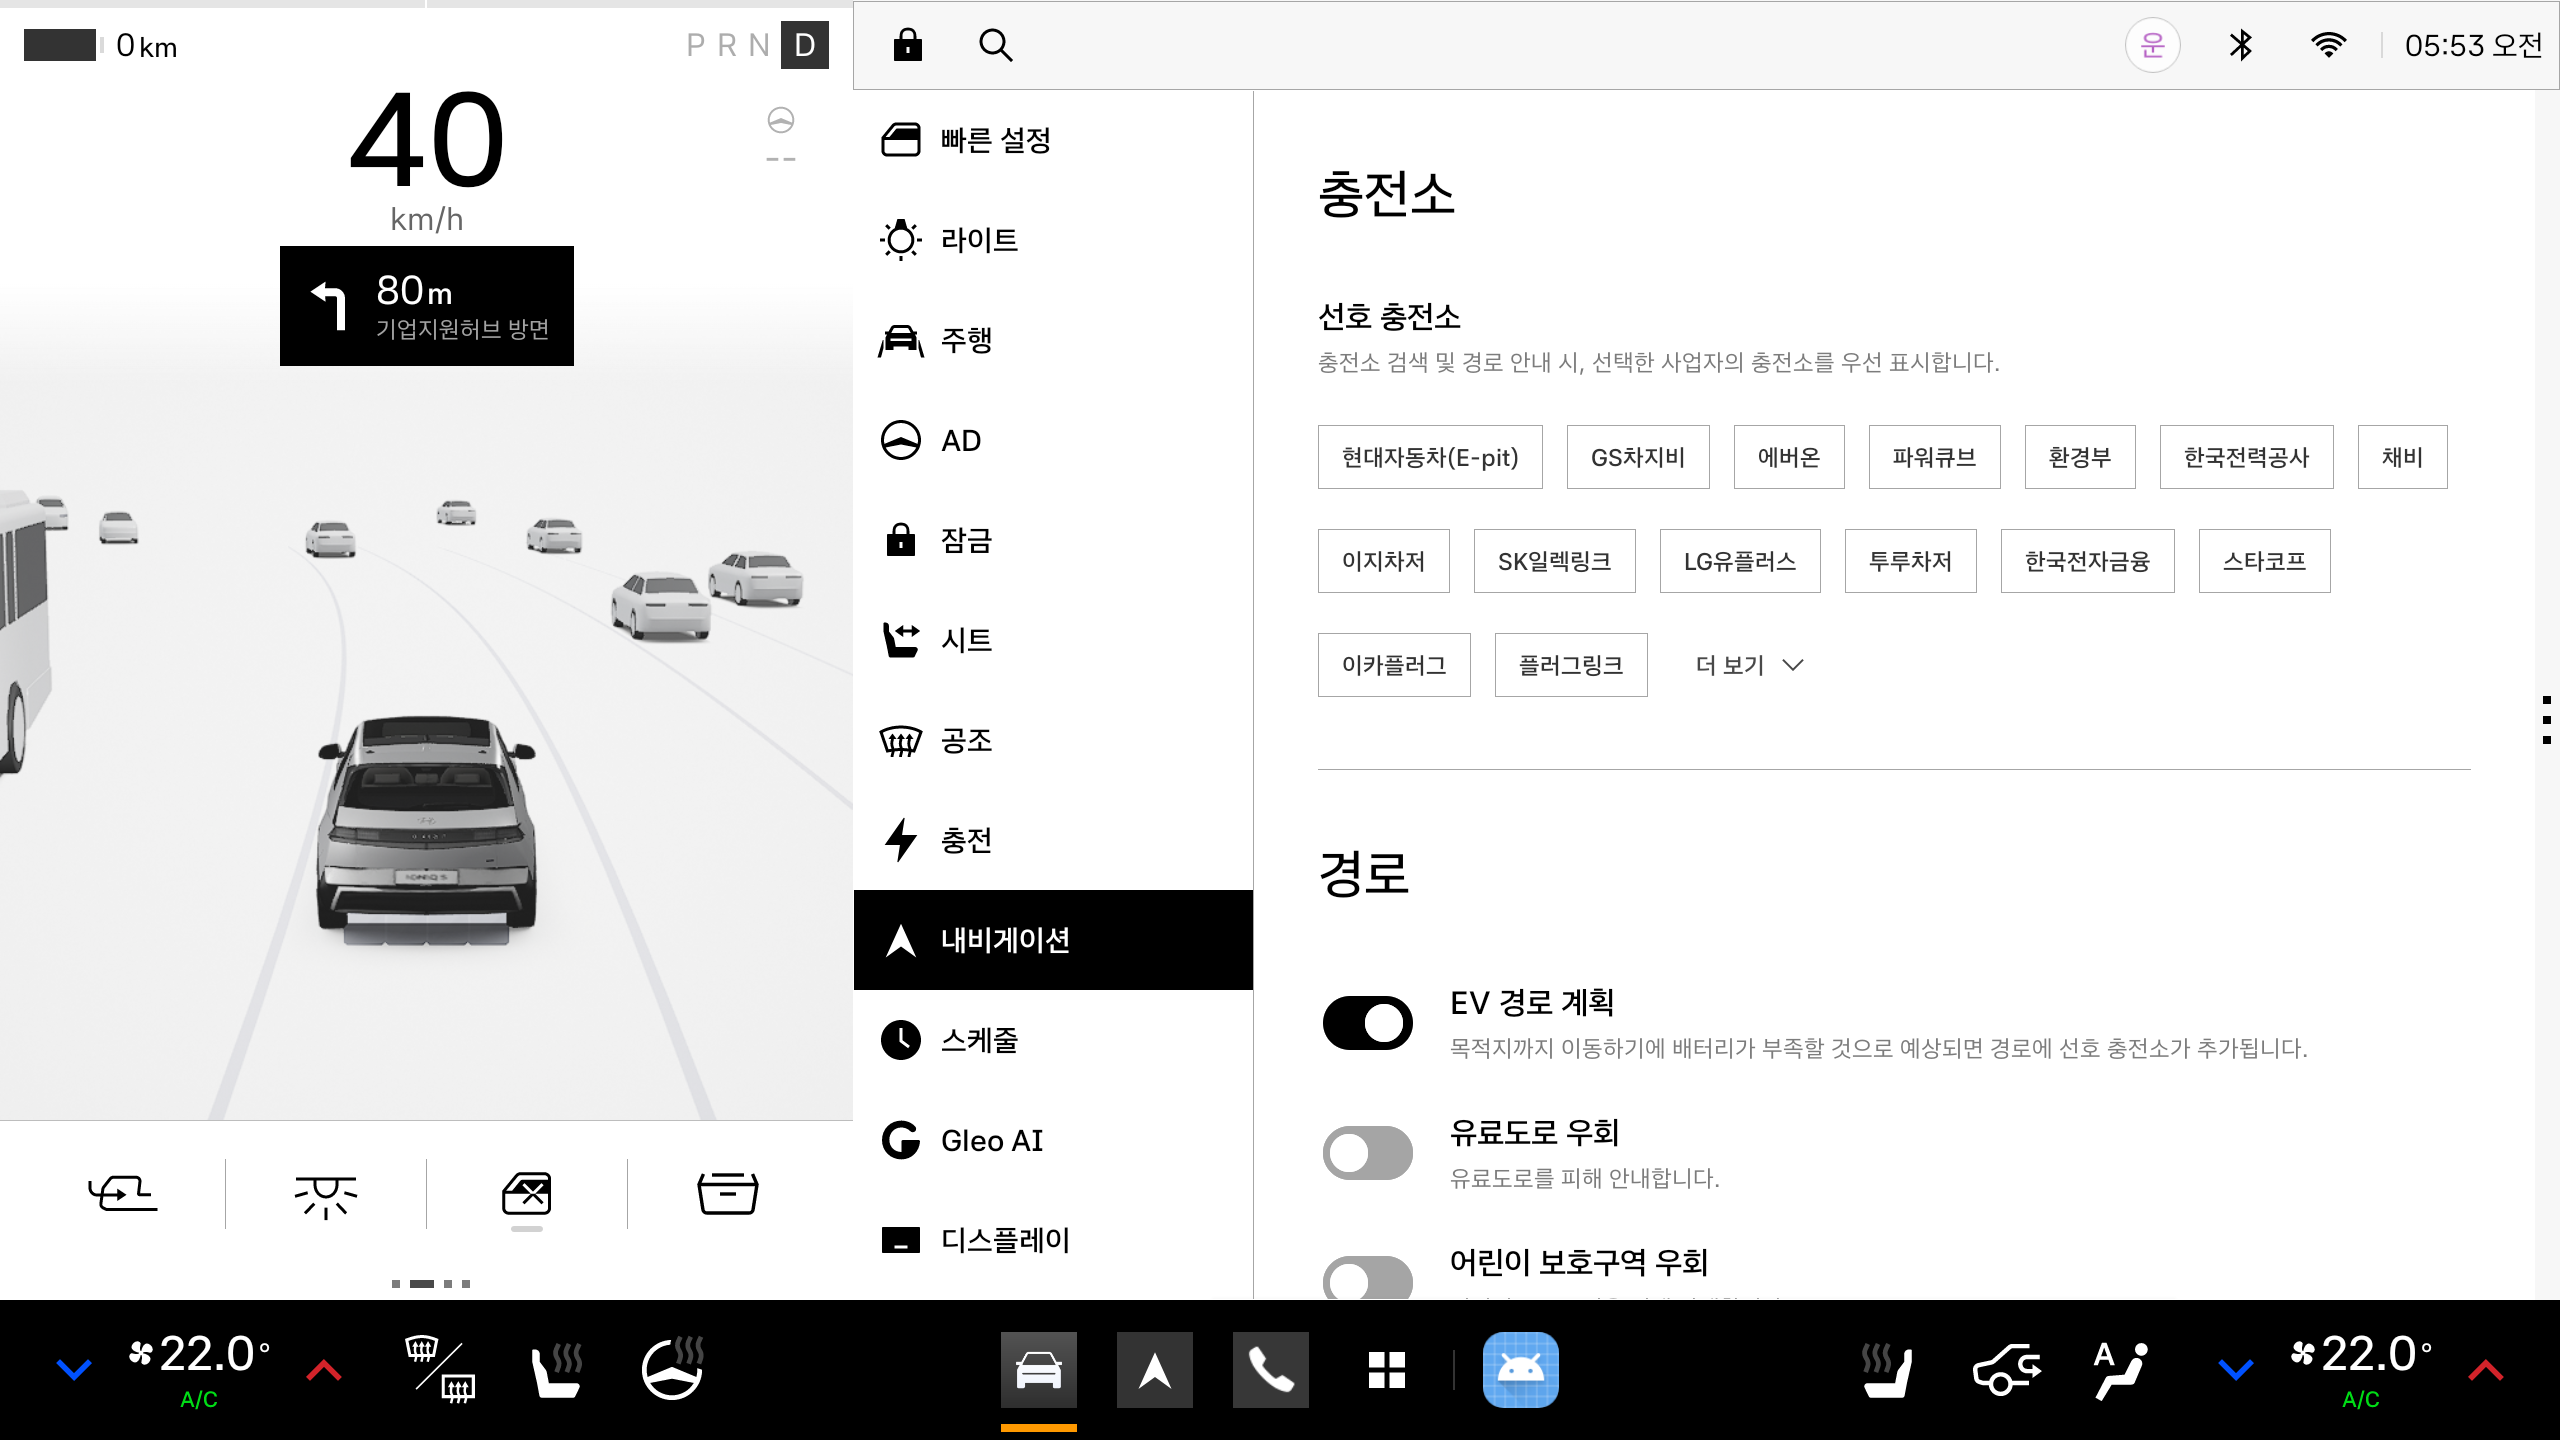 0 km
P R N D
40
km/h
80 m
기업지원허브 방면
운
05:53 오전
빠른 설정
라이트
주행
AD
잠금
시트
공조
충전
내비게이션
스케줄
Gleo AI
디스플레이
충전소
선호 충전소
충전소 검색 및 경로 안내 시, 선택한 사업자의 충전소를 우선 표시합니다.
현대자동차(E-pit) GS차지비 에버온 파워큐브 환경부 한국전력공사 채비
이지차저 SK일렉링크 LG유플러스 투루차저 한국전자금융 스타코프
이카플러그 플러그링크 더 보기
경로
EV 경로 계획
목적지까지 이동하기에 배터리가 부족할 것으로 예상되면 경로에 선호 충전소가 추가됩니다.
유료도로 우회
유료도로를 피해 안내합니다.
어린이 보호구역 우회
IONIQ 5
22.0°
A/C
A
22.0°
A/C